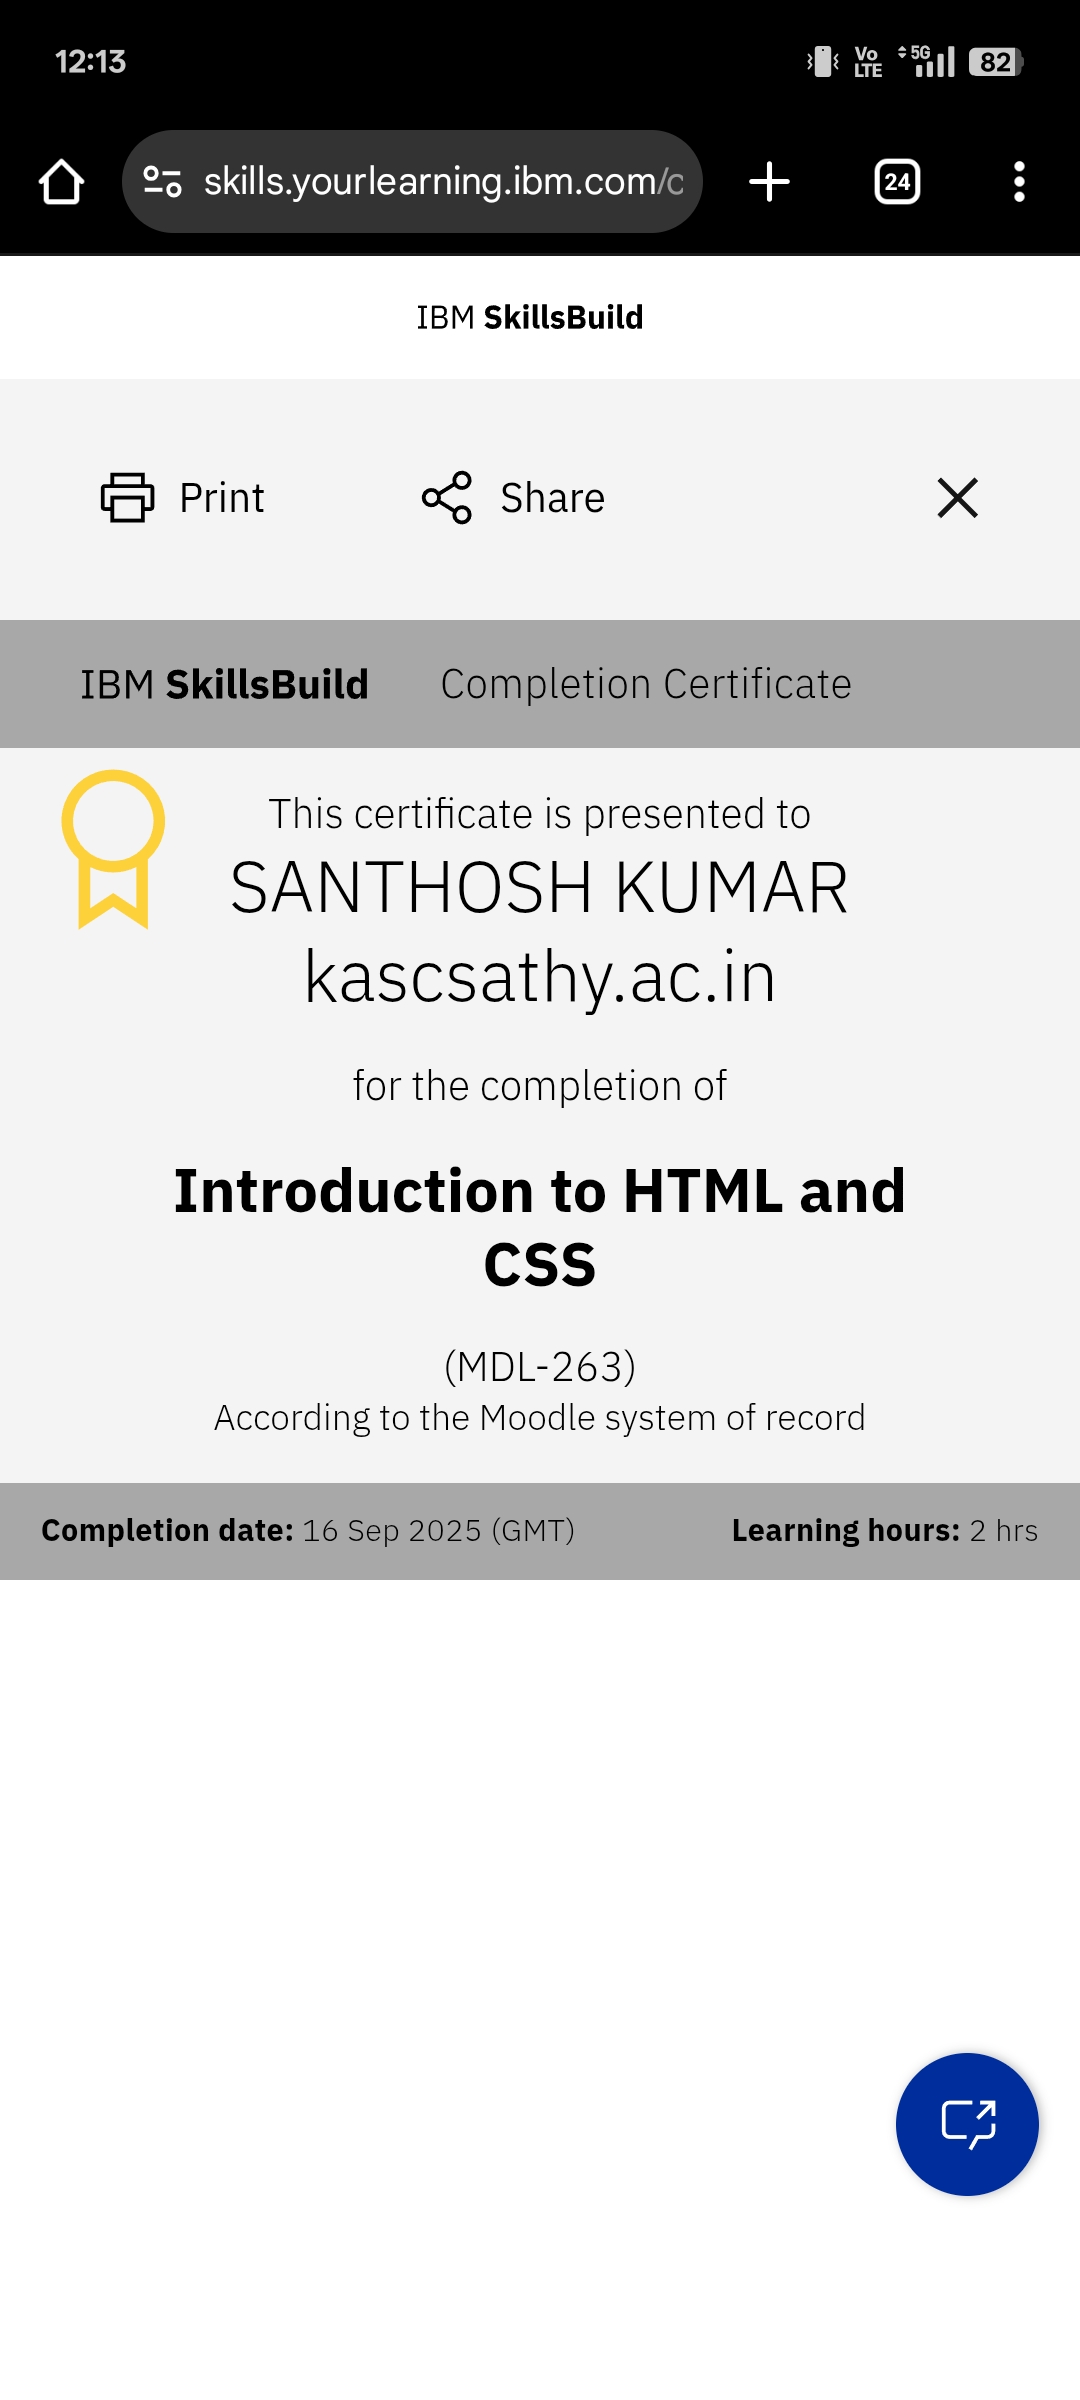 12:13
Vo
LTE
5G
82
skills.yourlearning.ibm.com/c
24
IBM SkillsBuild
Print
Share
IBM SkillsBuild
Completion Certificate
This certificate is presented to
SANTHOSH KUMAR
kascsathy.ac.in
for the completion of
Introduction to HTML and
CSS
(MDL-263)
According to the Moodle system of record
Completion date: 16 Sep 2025 (GMT)
Learning hours: 2 hrs